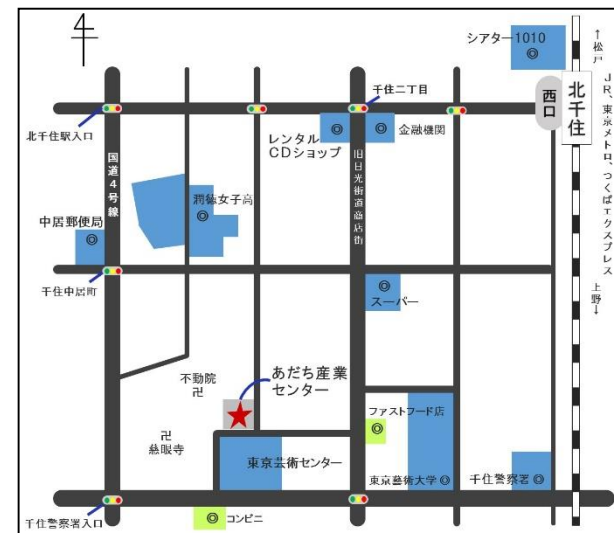 シアター1010
↑松戸
JR、東京メトロ、つくばエクスプレス
上野↓
北千住
西口
千住二丁目
北千住駅入口
レンタル
CDショップ
金融機関
国道4号線
旧日光街道商店街
潤徳女子高
中居郵便局
千住中居町
スーパー
不動院
卍
あだち産業
センター
卍
慈眼寺
ファストフード店
東京芸術センター
東京藝術大学
千住警察署
千住警察署入口
コンビニ